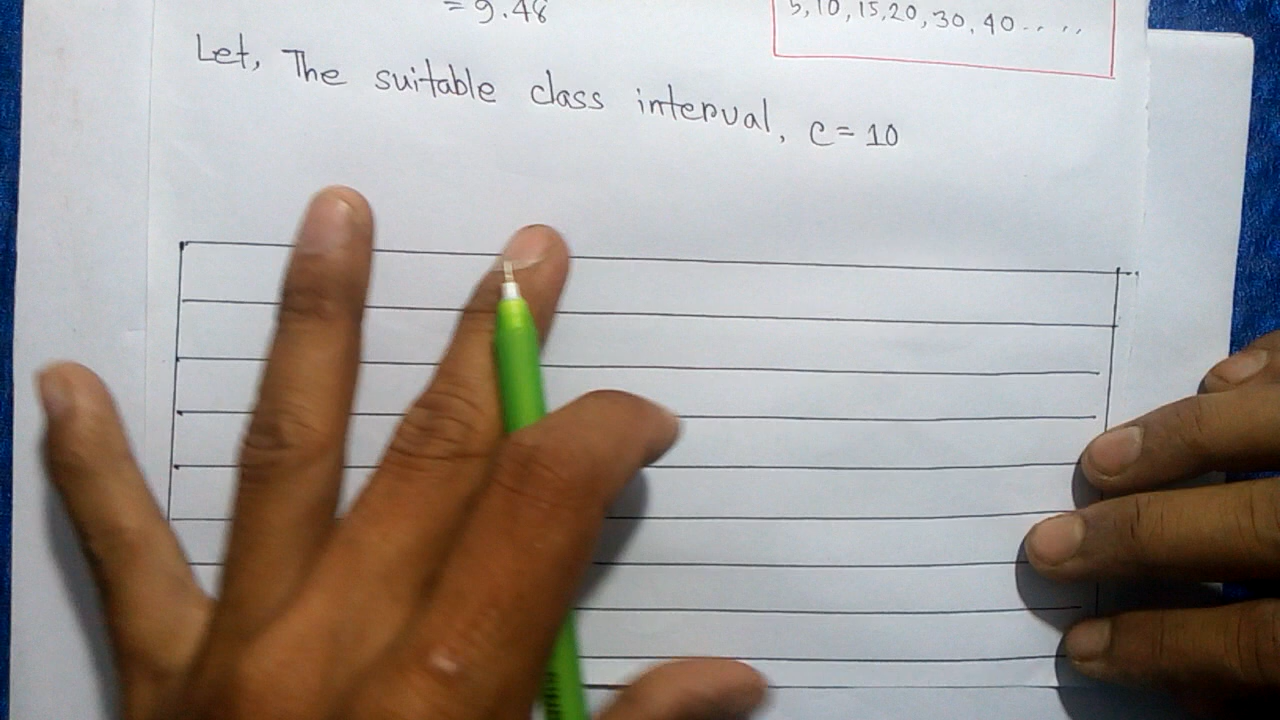 = 9.48
5, 10, 15, 20, 30, 40 .. ..
Let, The suitable class interval, c = 10